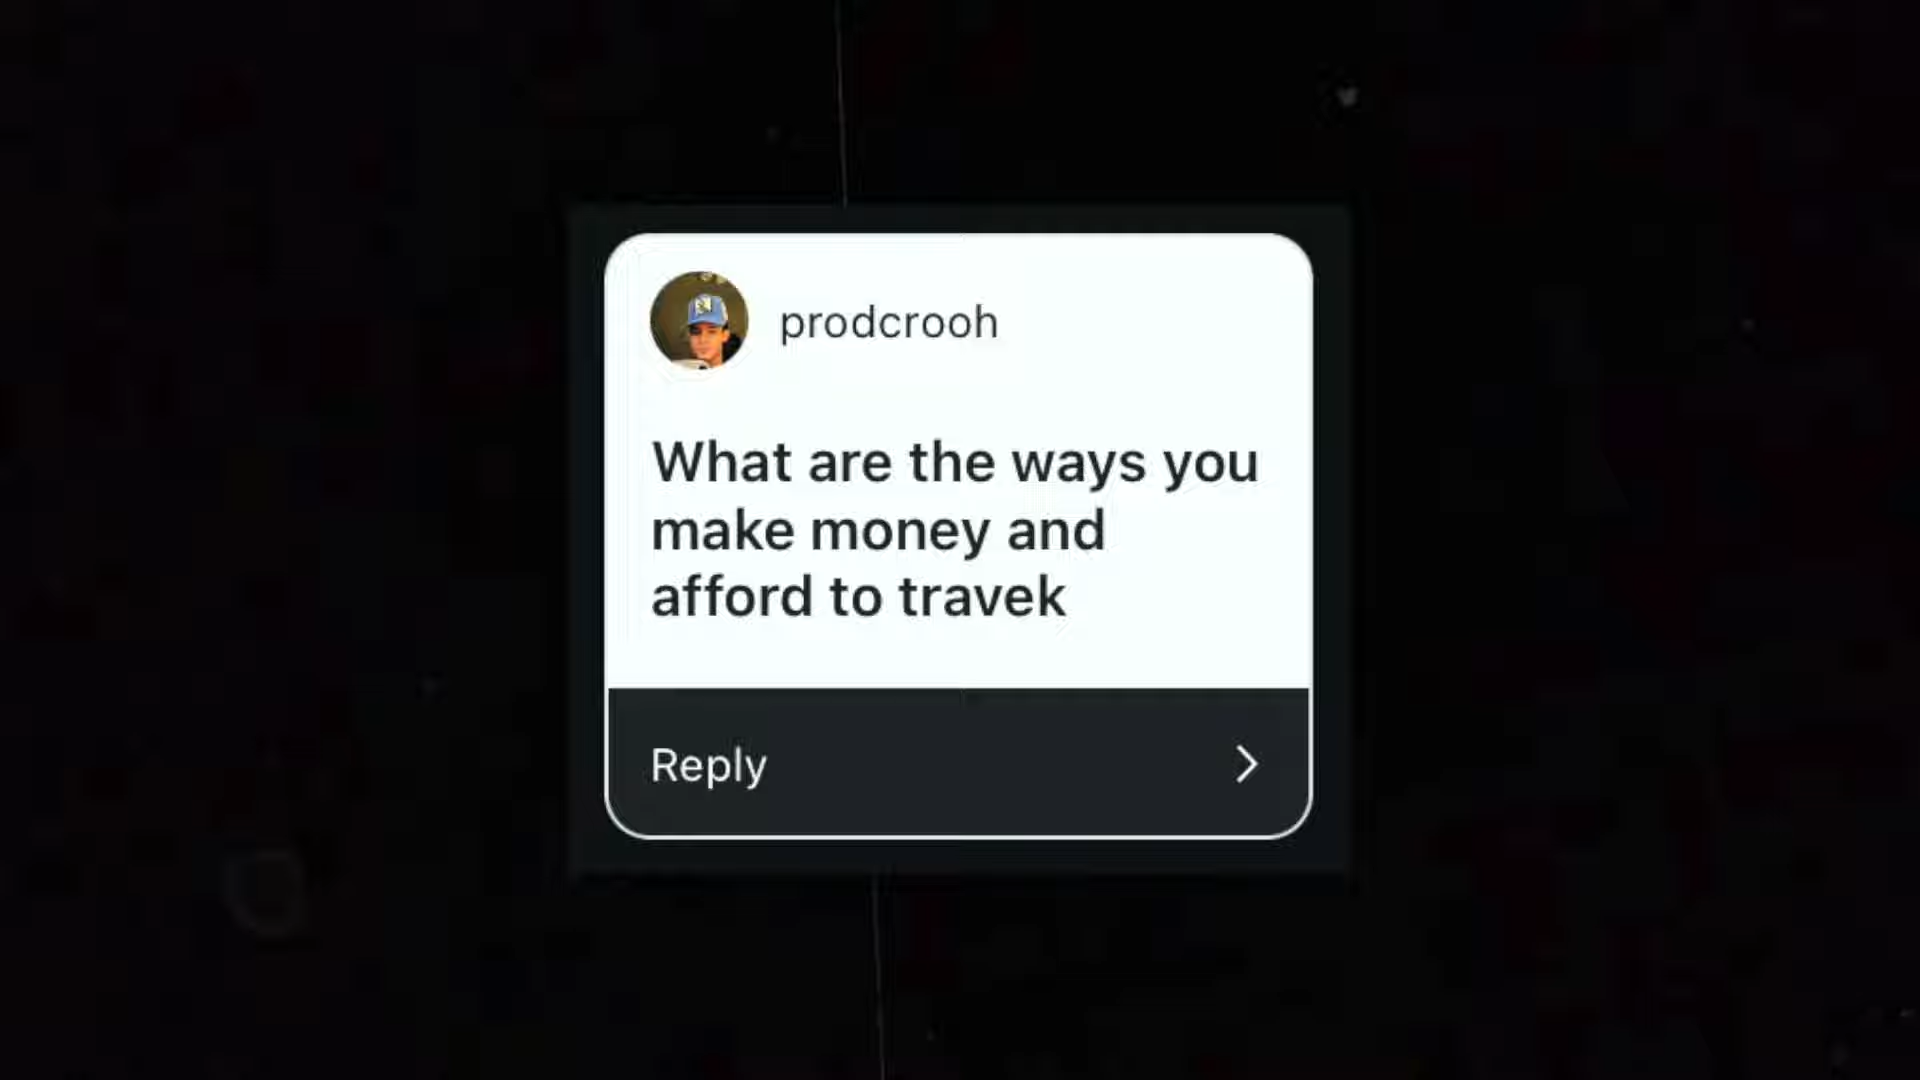 prodcrooh
What are the ways you
make money and
afford to travek
Reply